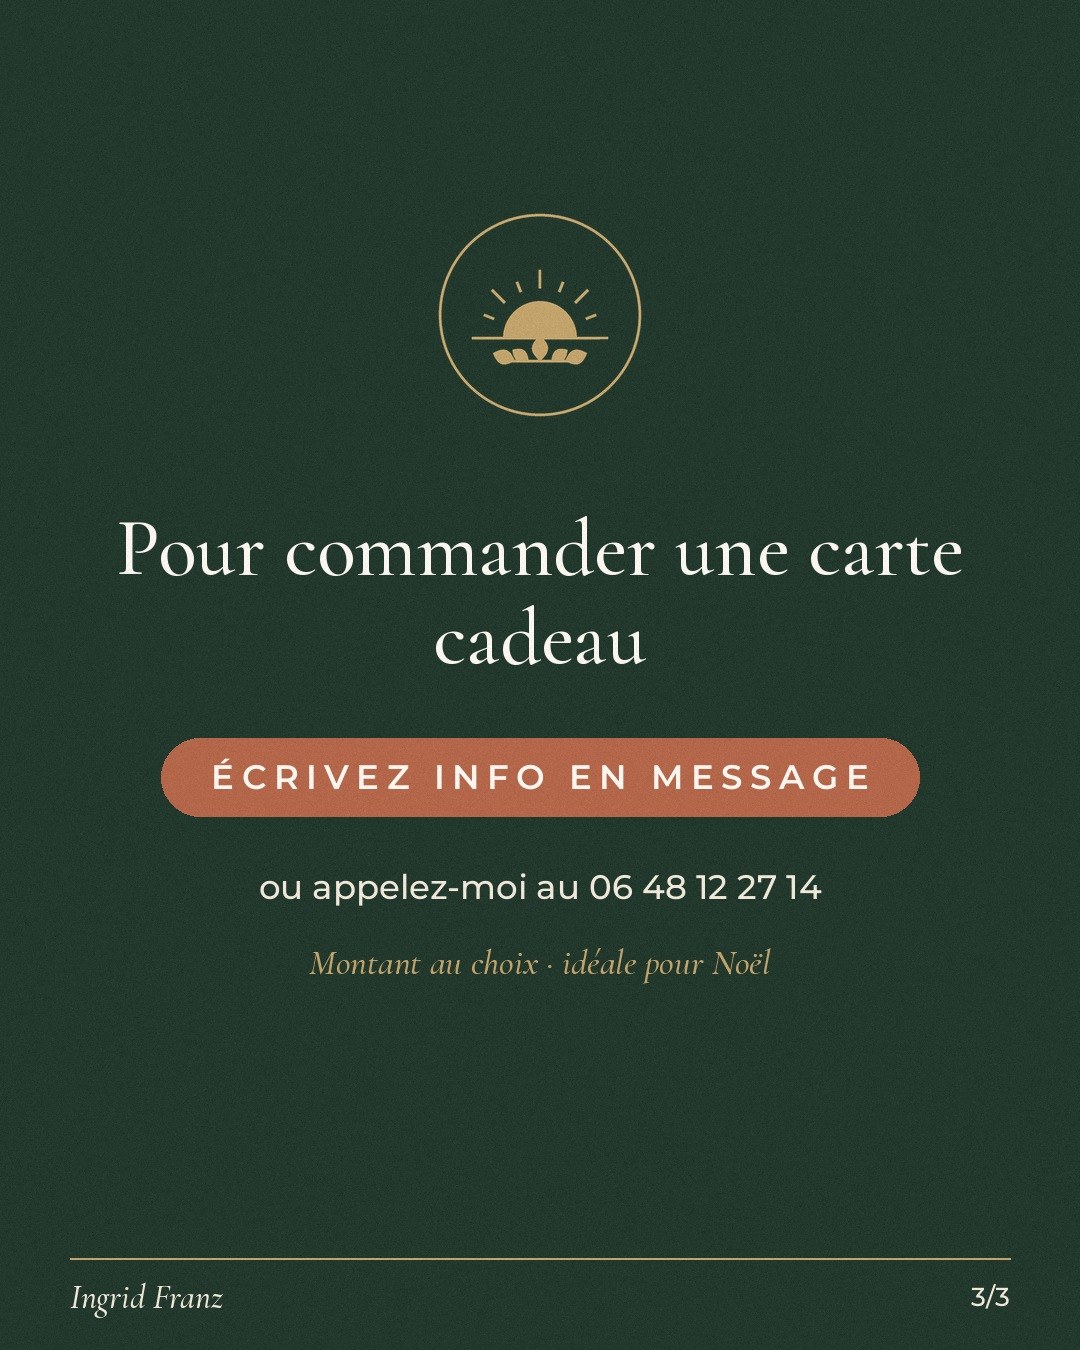 Pour commander une carte
cadeau
ÉCRIVEZ INFO EN MESSAGE
ou appelez-moi au 06 48 12 27 14
Montant au choix · idéale pour Noël
Ingrid Franz
3/3